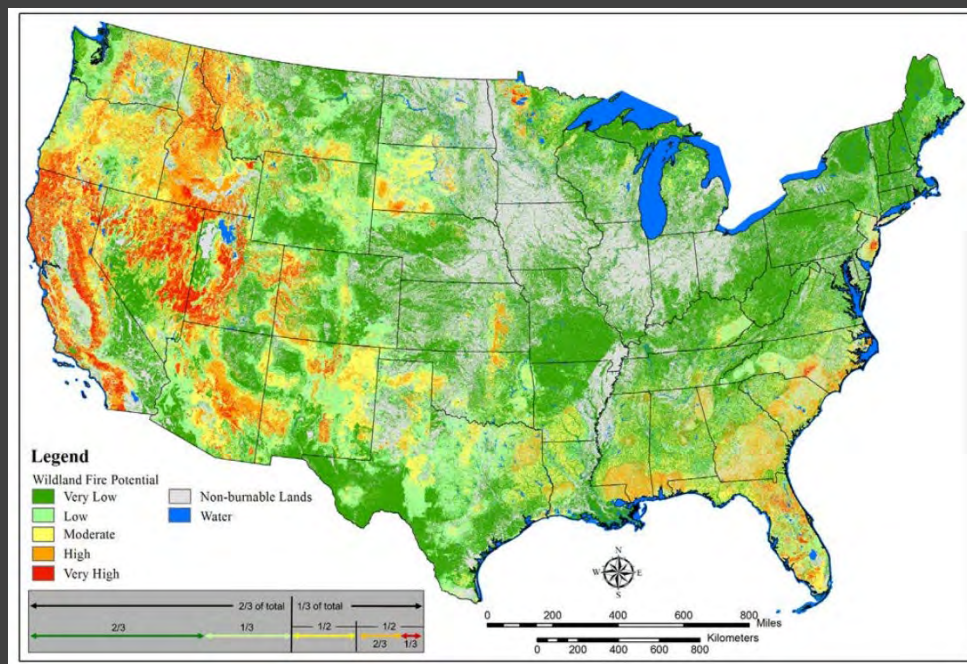 Legend
Wildland Fire Potential
Very Low
Low
Moderate
High
Very High
Non-burnable Lands
Water
2/3 of total 1/3 of total
2/3 1/3 1/2 1/2
2/3 1/3
N
W E
S
0 200 400 600 800
Miles
Kilometers
0 200 400 600 800